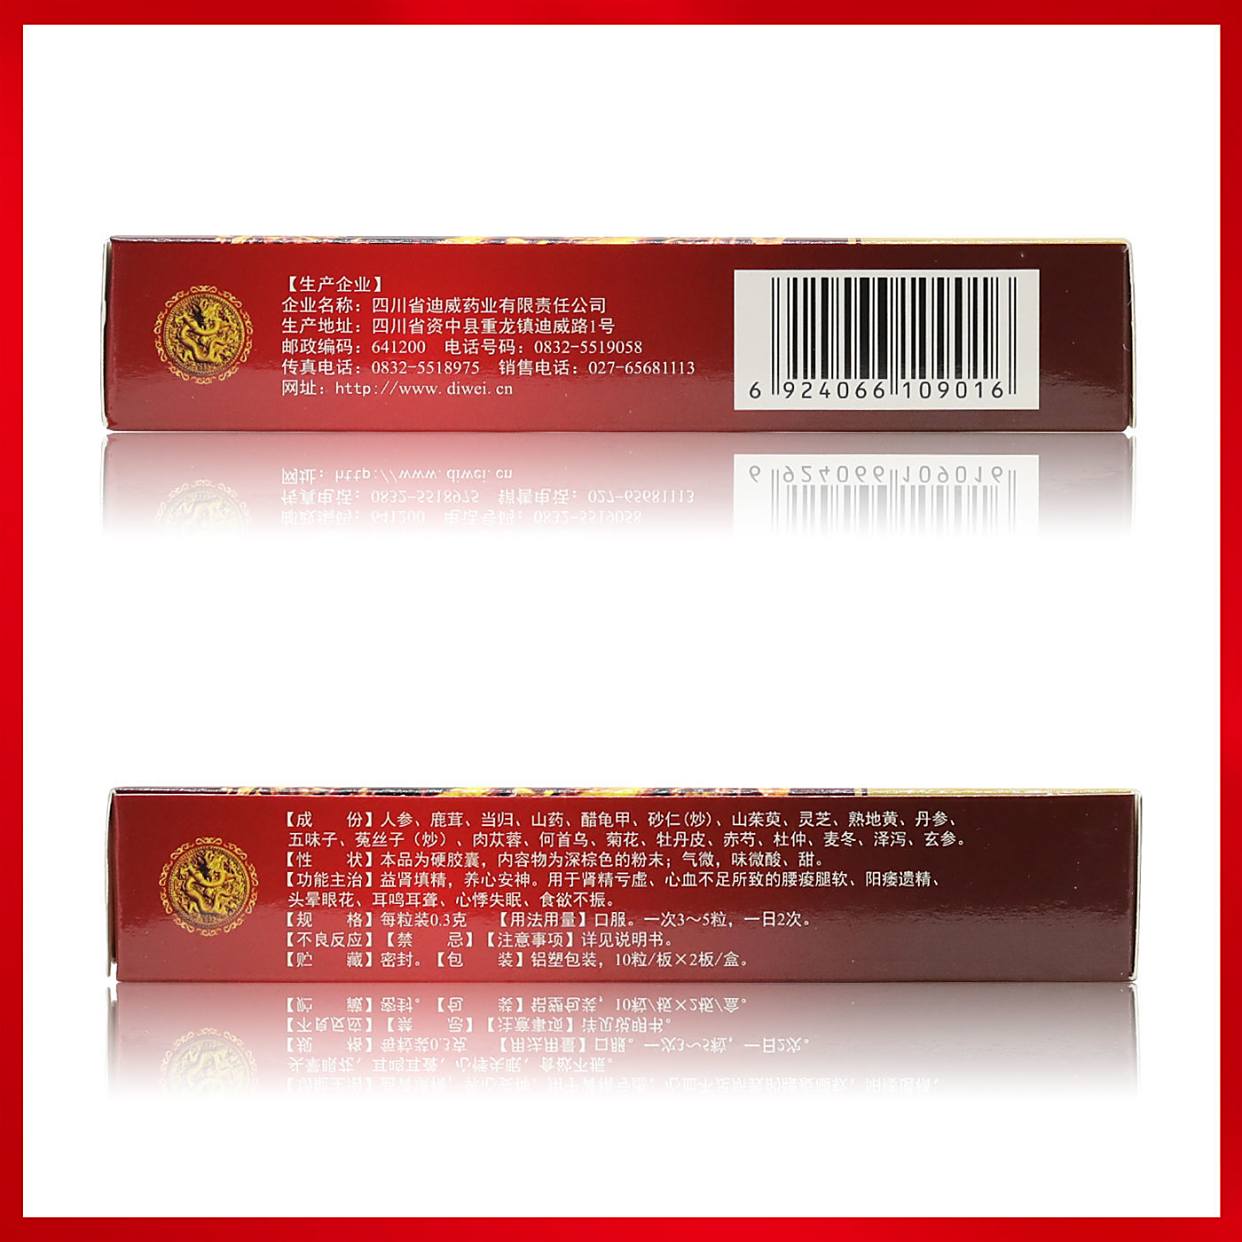 【生产企业】
企业名称：四川省迪威药业有限责任公司
生产地址：四川省资中县重龙镇迪威路1号
邮政编码：641200 电话号码：0832-5519058
传真电话：0832-5518975 销售电话：027-65681113
网址：http://www.diwei.cn
6 924066 109016
【成 份】人参、鹿茸、当归、山药、醋龟甲、砂仁(炒)、山茱萸、灵芝、熟地黄、丹参、
五味子、菟丝子（炒）、肉苁蓉、何首乌、菊花、牡丹皮、赤芍、杜仲、麦冬、泽泻、玄参。
【性 状】本品为硬胶囊，内容物为深棕色的粉末；气微，味微酸、甜。
【功能主治】益肾填精，养心安神。用于肾精亏虚、心血不足所致的腰痠腿软、阳痿遗精、
头晕眼花、耳鸣耳聋、心悸失眠、食欲不振。
【规 格】每粒装0.3克 【用法用量】口服。一次3～5粒，一日2次。
【不良反应】【禁 忌】【注意事项】详见说明书。
【贮 藏】密封。【包 装】铝塑包装，10粒/板×2板/盒。